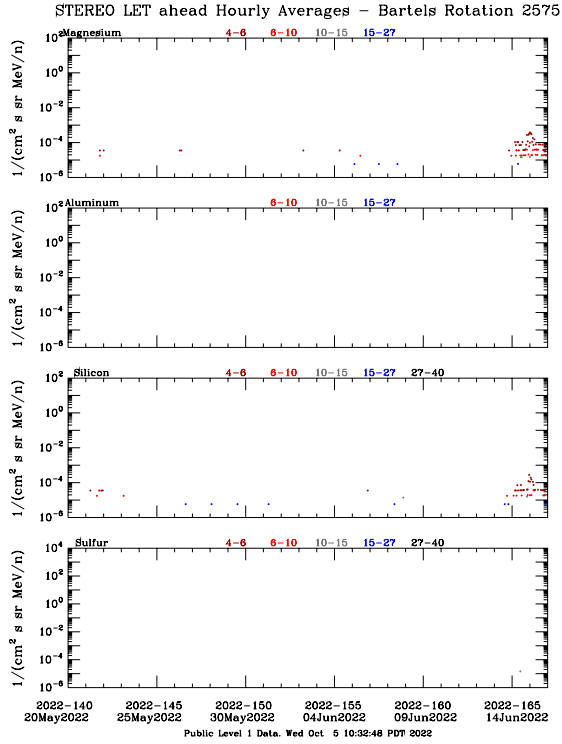 STEREO LET ahead Hourly Averages – Bartels Rotation 2575
Magnesium 4-6 6-10 10-15 15-27
10² 10⁰ 10⁻² 10⁻⁴ 10⁻⁶
1/(cm² s sr MeV/n)
Aluminum 6-10 10-15 15-27
10² 10⁰ 10⁻² 10⁻⁴ 10⁻⁶
1/(cm² s sr MeV/n)
Silicon 4-6 6-10 10-15 15-27 27-40
10² 10⁰ 10⁻² 10⁻⁴ 10⁻⁶
1/(cm² s sr MeV/n)
Sulfur 4-6 6-10 10-15 15-27 27-40
10⁴ 10² 10⁰ 10⁻² 10⁻⁴ 10⁻⁶
1/(cm² s sr MeV/n)
2022-140 2022-145 2022-150 2022-155 2022-160 2022-165
20May2022 25May2022 30May2022 04Jun2022 09Jun2022 14Jun2022
Public Level 1 Data. Wed Oct 5 10:32:48 PDT 2022